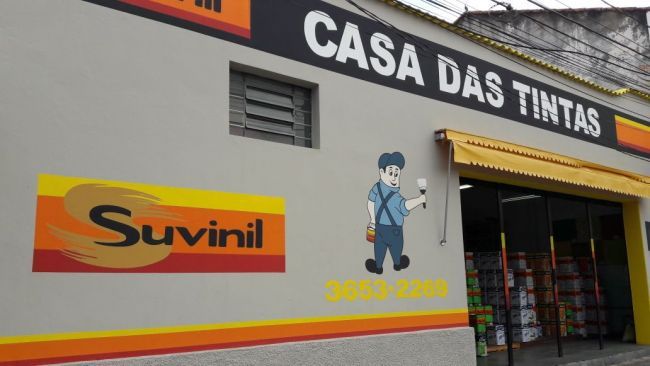 CASA DAS TINTAS
Suvinil
3653-2269